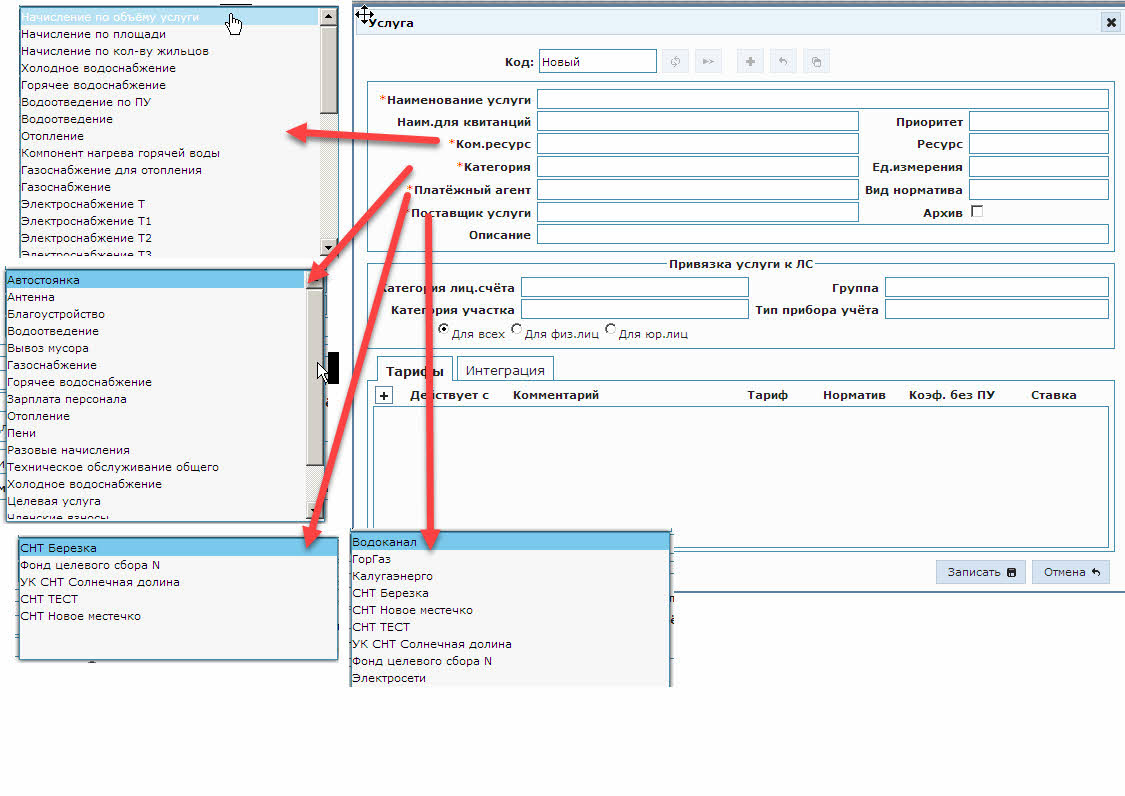 Начисление по объёму услуги
Начисление по площади
Начисление по кол-ву жильцов
Холодное водоснабжение
Горячее водоснабжение
Водоотведение по ПУ
Водоотведение
Отопление
Компонент нагрева горячей воды
Газоснабжение для отопления
Газоснабжение
Электроснабжение Т
Электроснабжение Т1
Электроснабжение Т2
Электроснабжение Т3
Автостоянка
Антенна
Благоустройство
Водоотведение
Вывоз мусора
Газоснабжение
Горячее водоснабжение
Зарплата персонала
Отопление
Пени
Разовые начисления
Техническое обслуживание общего
Холодное водоснабжение
Целевая услуга
Членские взносы
СНТ Березка
Фонд целевого сбора N
УК СНТ Солнечная долина
СНТ ТЕСТ
СНТ Новое местечко
Услуга
Код: Новый
*Наименование услуги
Наим.для квитанций Приоритет
*Ком.ресурс Ресурс
*Категория Ед.измерения
*Платёжный агент Вид норматива
*Поставщик услуги Архив
Описание
Привязка услуги к ЛС
Категория лиц.счёта Группа
Категория участка Тип прибора учёта
Для всех Для физ.лиц Для юр.лиц
Тарифы Интеграция
+ Действует с Комментарий Тариф Норматив Коэф. без ПУ Ставка
Водоканал
ГорГаз
Калугаэнерго
СНТ Березка
СНТ Новое местечко
СНТ ТЕСТ
УК СНТ Солнечная долина
Фонд целевого сбора N
Электросети
Записать Отмена